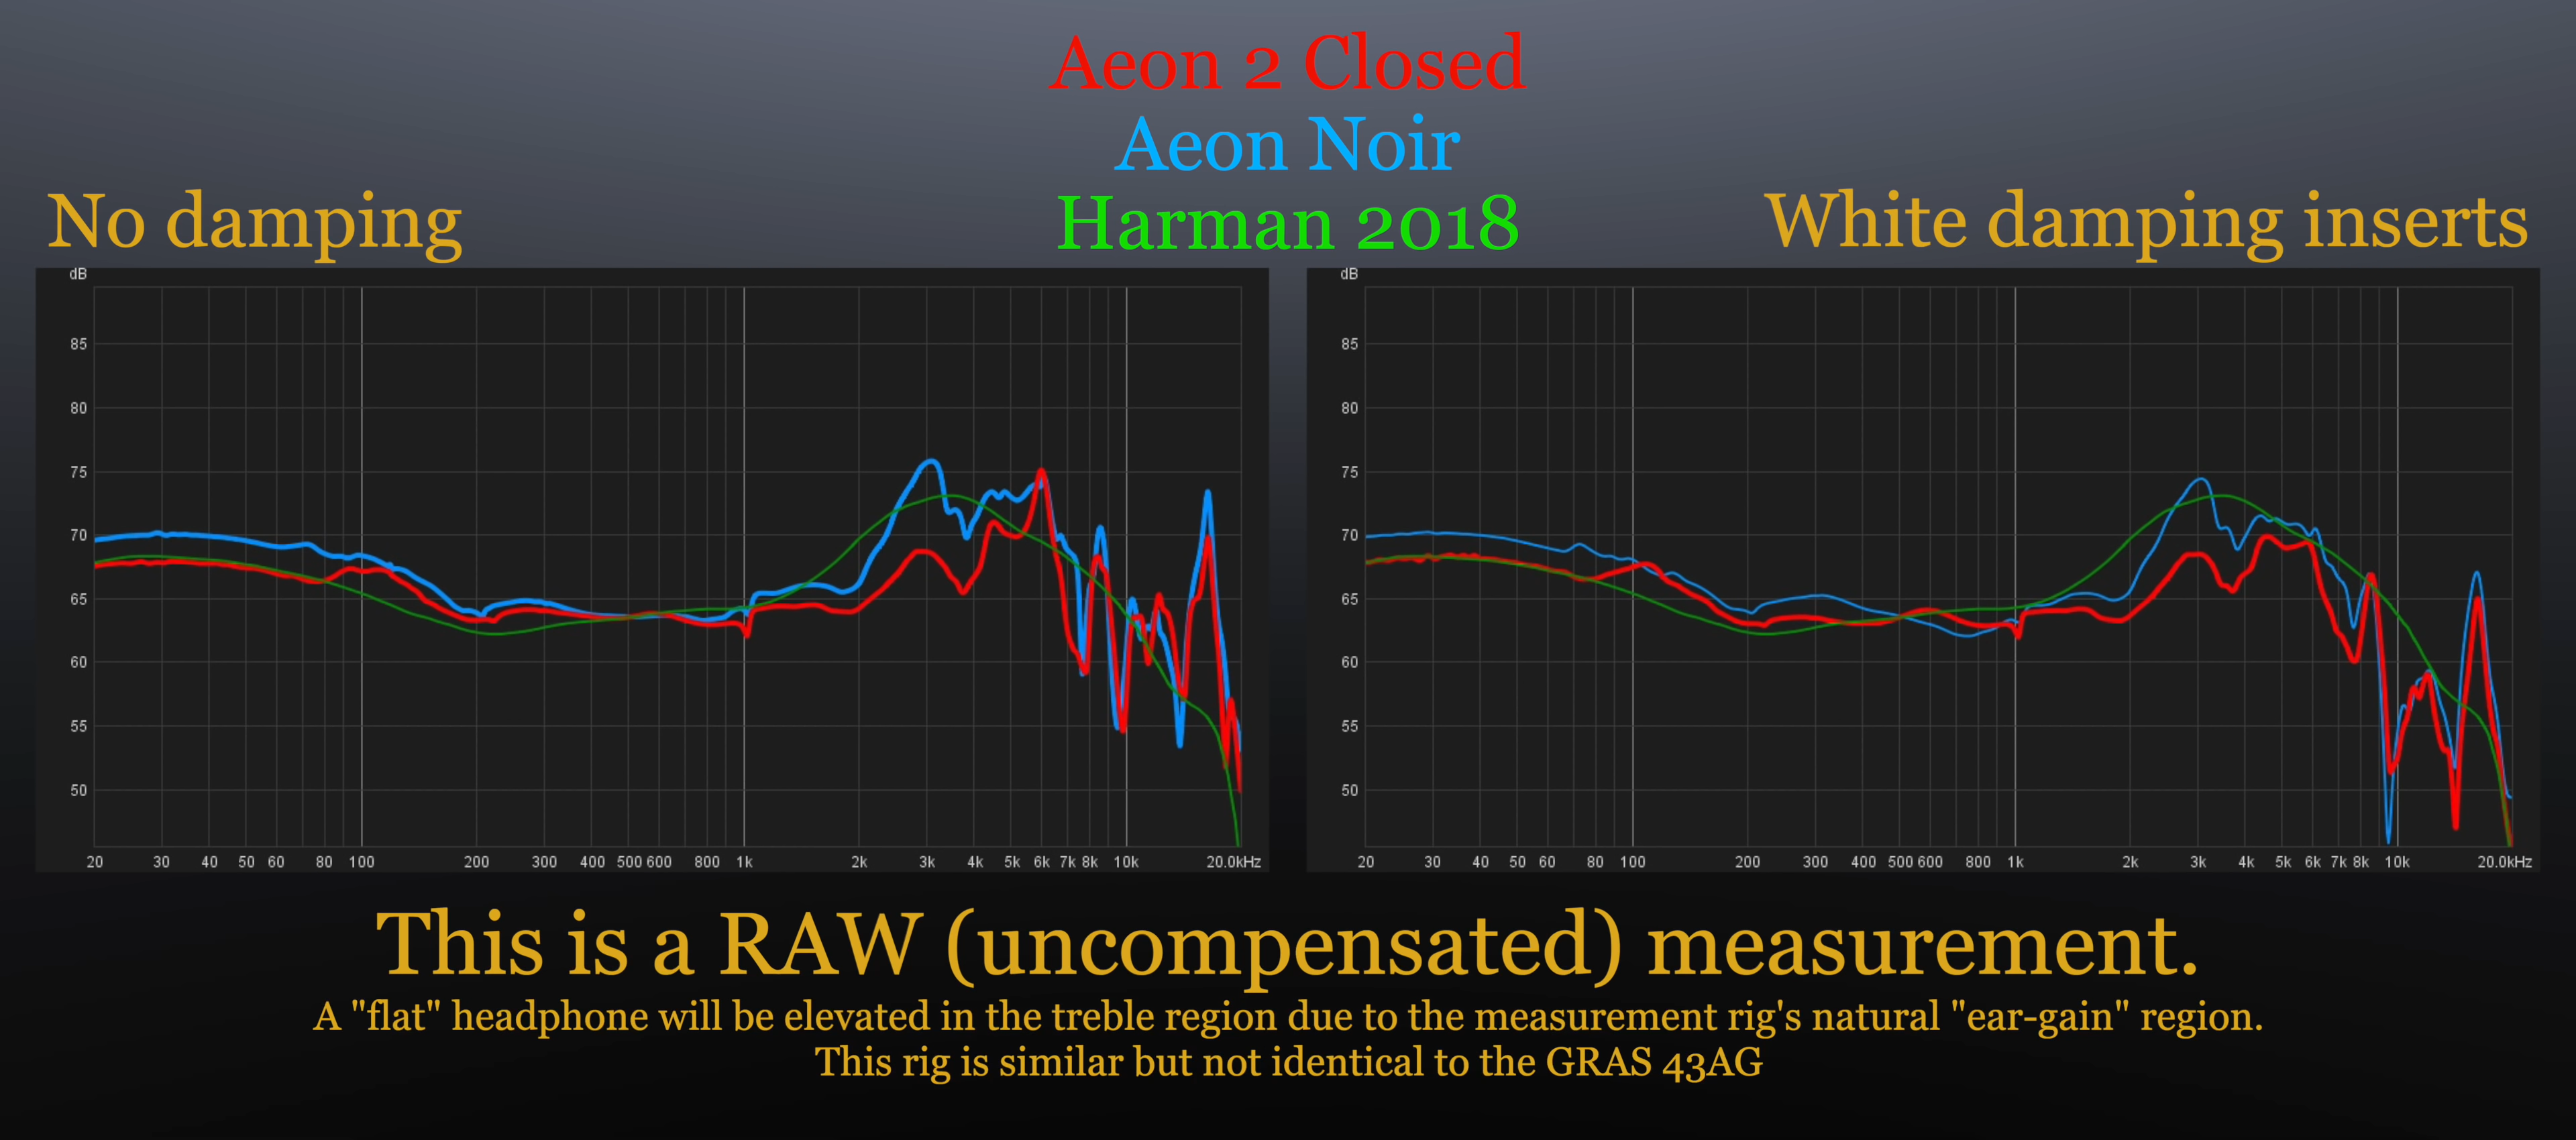 Aeon 2 Closed
Aeon Noir
Harman 2018
No damping
White damping inserts
dB
85
80
75
70
65
60
55
50
20 30 40 50 60 80 100 200 300 400 500 600 800 1k 2k 3k 4k 5k 6k 7k 8k 10k 20.0kHz
dB
85
80
75
70
65
60
55
50
20 30 40 50 60 80 100 200 300 400 500 600 800 1k 2k 3k 4k 5k 6k 7k 8k 10k 20.0kHz
This is a RAW (uncompensated) measurement.
A "flat" headphone will be elevated in the treble region due to the measurement rig's natural "ear-gain" region.
This rig is similar but not identical to the GRAS 43AG